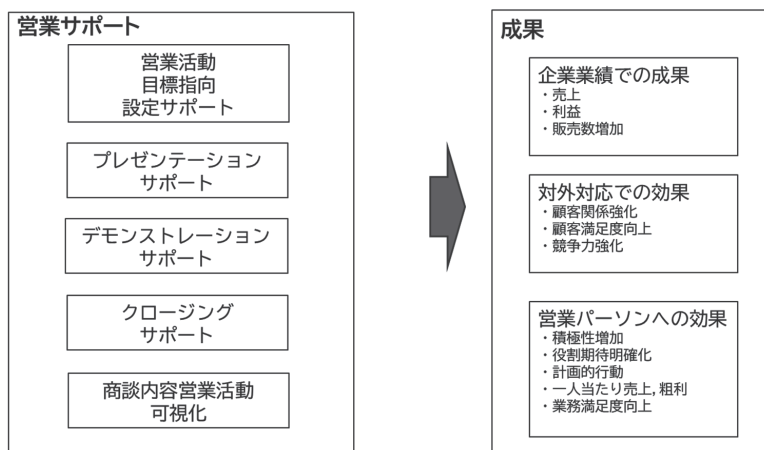 営業サポート
営業活動
目標指向
設定サポート
プレゼンテーション
サポート
デモンストレーション
サポート
クロージング
サポート
商談内容営業活動
可視化
成果
企業業績での成果
・売上
・利益
・販売数増加
対外対応での効果
・顧客関係強化
・顧客満足度向上
・競争力強化
営業パーソンへの効果
・積極性増加
・役割期待明確化
・計画的行動
・一人当たり売上, 粗利
・業務満足度向上